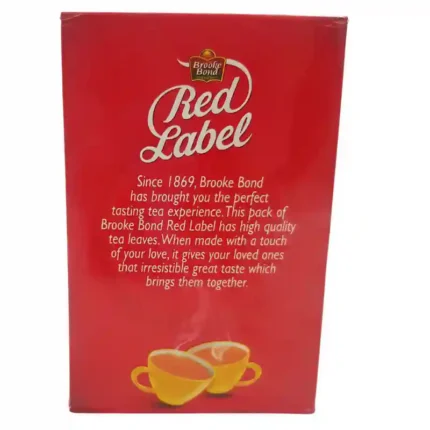 Brooke
Bond
Red
Label
Since 1869, Brooke Bond
has brought you the perfect
tasting tea experience. This pack of
Brooke Bond Red Label has high quality
tea leaves. When made with a touch
of your love, it gives your loved ones
that irresistible great taste which
brings them together.